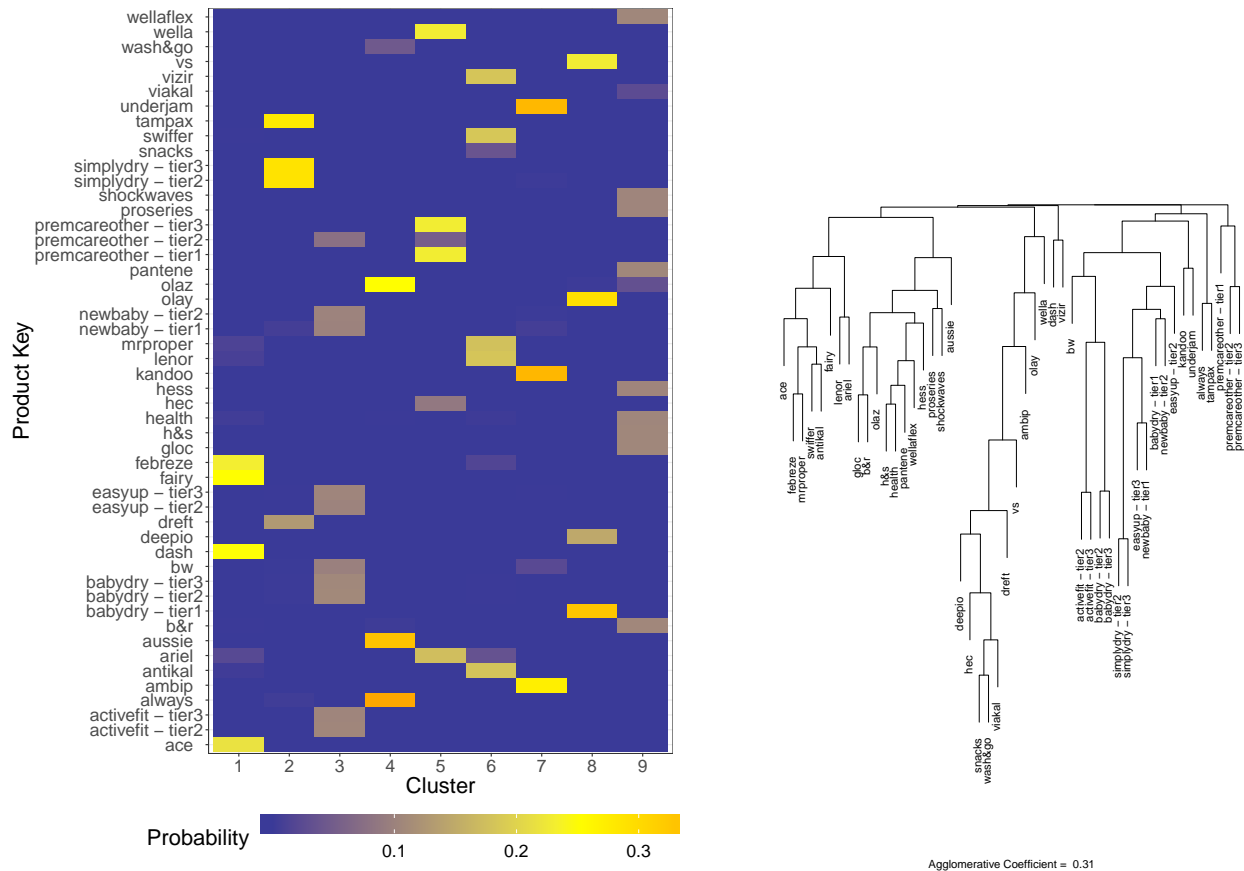 wellaflex
wella
wash&go
vs
vizir
viakal
underjam
tampax
swiffer
snacks
simplydry – tier3
simplydry – tier2
shockwaves
proseries
premcareother – tier3
premcareother – tier2
premcareother – tier1
pantene
olaz
olay
newbaby – tier2
newbaby – tier1
mrproper
lenor
kandoo
hess
hec
health
h&s
gloc
febreze
fairy
easyup – tier3
easyup – tier2
dreft
deepio
dash
bw
babydry – tier3
babydry – tier2
babydry – tier1
b&r
aussie
ariel
antikal
ambip
always
activefit – tier3
activefit – tier2
ace
Product Key
1 2 3 4 5 6 7 8 9
Cluster
Probability
0.1 0.2 0.3
ace
febreze
mrproper
swiffer
antikal
fairy
lenor
ariel
gloc
b&r
olaz
h&s
health
pantene
wellaflex
hess
proseries
shockwaves
aussie
deepio
hec
snacks
wash&go
viakal
dreft
vs
ambip
olay
wella
dash
vizir
bw
activefit – tier2
activefit – tier3
babydry – tier2
babydry – tier3
simplydry – tier2
simplydry – tier3
easyup – tier3
newbaby – tier1
babydry – tier1
newbaby – tier2
easyup – tier2
kandoo
underjam
always
tampax
premcareother – tier1
premcareother – tier2
premcareother – tier3
Agglomerative Coefficient = 0.31